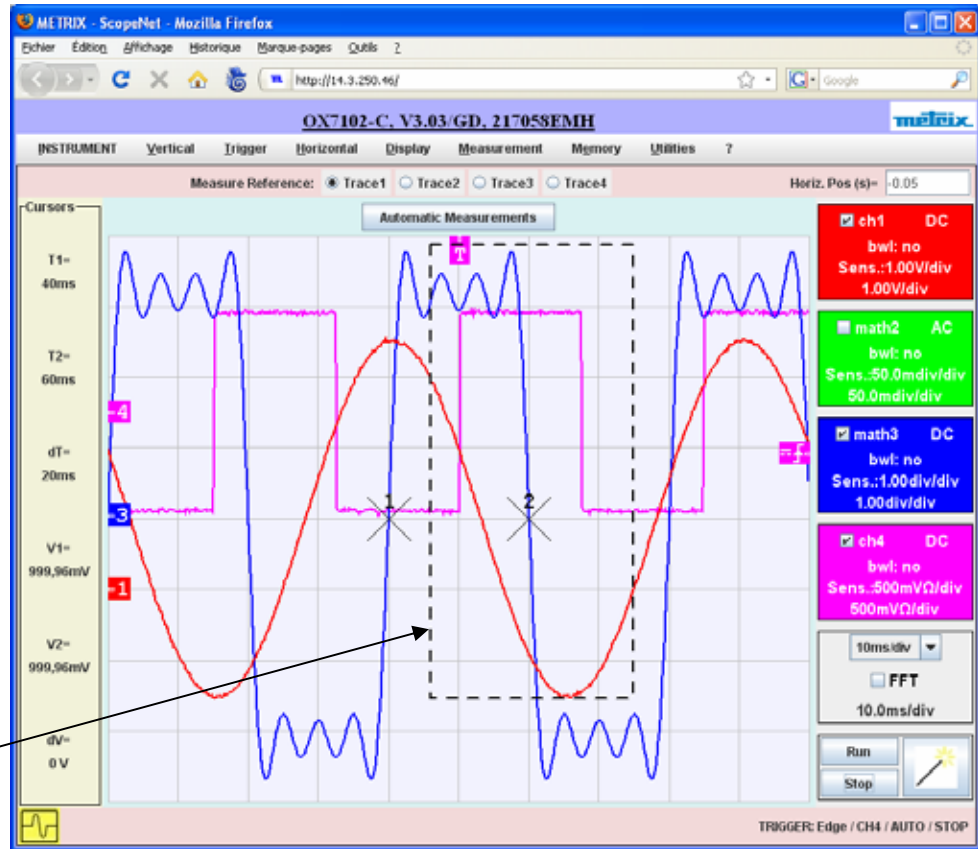 METRIX - ScopeNet - Mozilla Firefox
Fichier Édition Affichage Historique Marque-pages Outils ?
http://14.3.250.46/
Google
OX7102-C, V3.03/GD, 217058EMH
metrix
INSTRUMENT Vertical Trigger Horizontal Display Measurement Memory Utilities ?
Measure Reference: Trace1 Trace2 Trace3 Trace4 Horiz. Pos (s)= -0.05
Cursors
Automatic Measurements
T1=
40ms
T2=
60ms
dT=
20ms
V1=
999,96mV
V2=
999,96mV
dV=
0 V
T
4
3
1
1
2
ch1 DC
bwl: no
Sens.:1.00V/div
1.00V/div
math2 AC
bwl: no
Sens.:50.0mdiv/div
50.0mdiv/div
math3 DC
bwl: no
Sens.:1.00div/div
1.00div/div
ch4 DC
bwl: no
Sens.:500mVΩ/div
500mVΩ/div
10ms/div
FFT
10.0ms/div
Run
Stop
TRIGGER: Edge / CH4 / AUTO / STOP